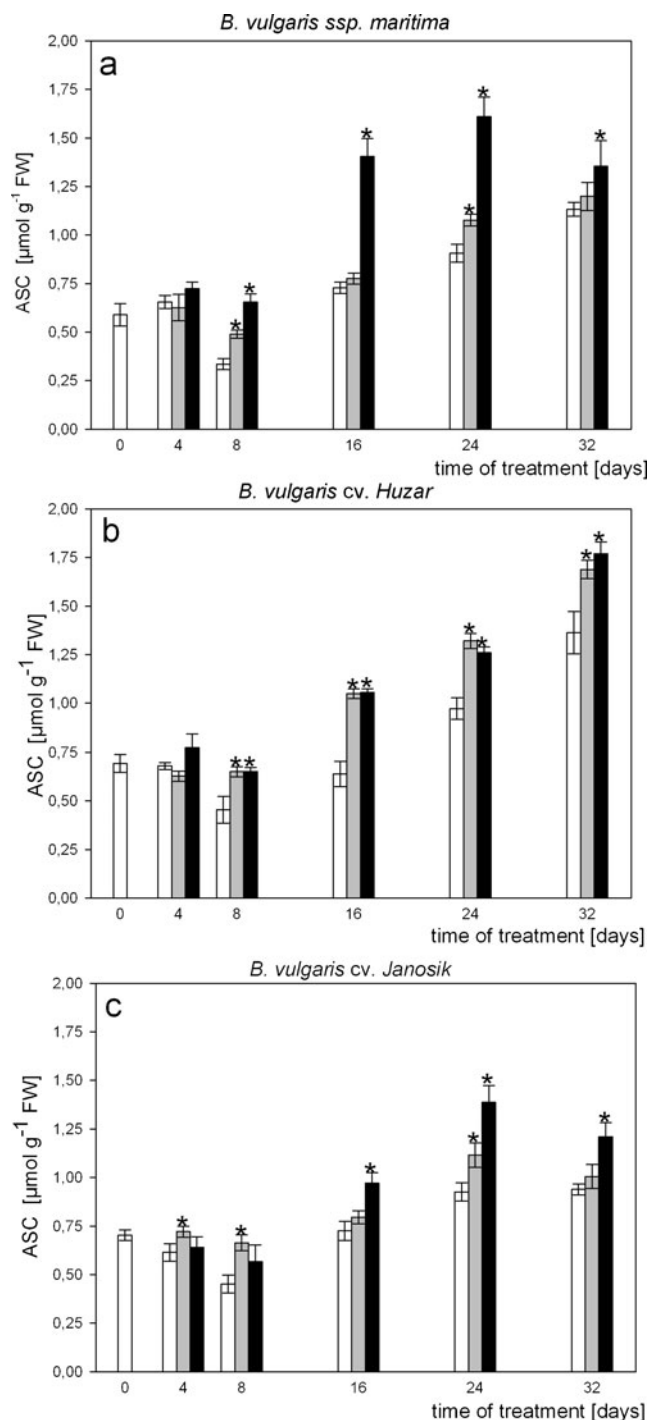 B. vulgaris ssp. maritima
a
2,00
1,75
1,50
1,25
1,00
0,75
0,50
0,25
0,00
ASC [µmol g⁻¹ FW]
* * * * * *
0 4 8 16 24 32
time of treatment [days]
B. vulgaris cv. Huzar
b
2,00
1,75
1,50
1,25
1,00
0,75
0,50
0,25
0,00
ASC [µmol g⁻¹ FW]
* * * * * * * *
0 4 8 16 24 32
time of treatment [days]
B. vulgaris cv. Janosik
c
2,00
1,75
1,50
1,25
1,00
0,75
0,50
0,25
0,00
ASC [µmol g⁻¹ FW]
* * * * * *
0 4 8 16 24 32
time of treatment [days]